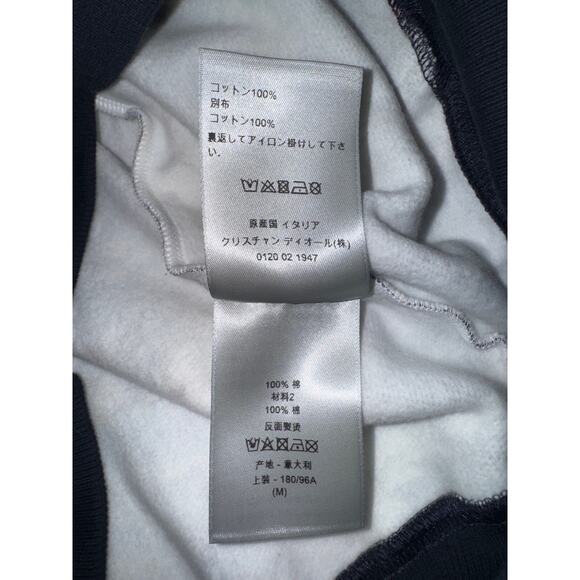 コットン100%
別布
コットン100%
裏返してアイロン掛けして下さ
い。
原産国 イタリア
クリスチャン ディオール(株)
0120 02 1947
100% 棉
材料2
100% 棉
反面熨烫
产地 - 意大利
上装 - 180/96A
(M)